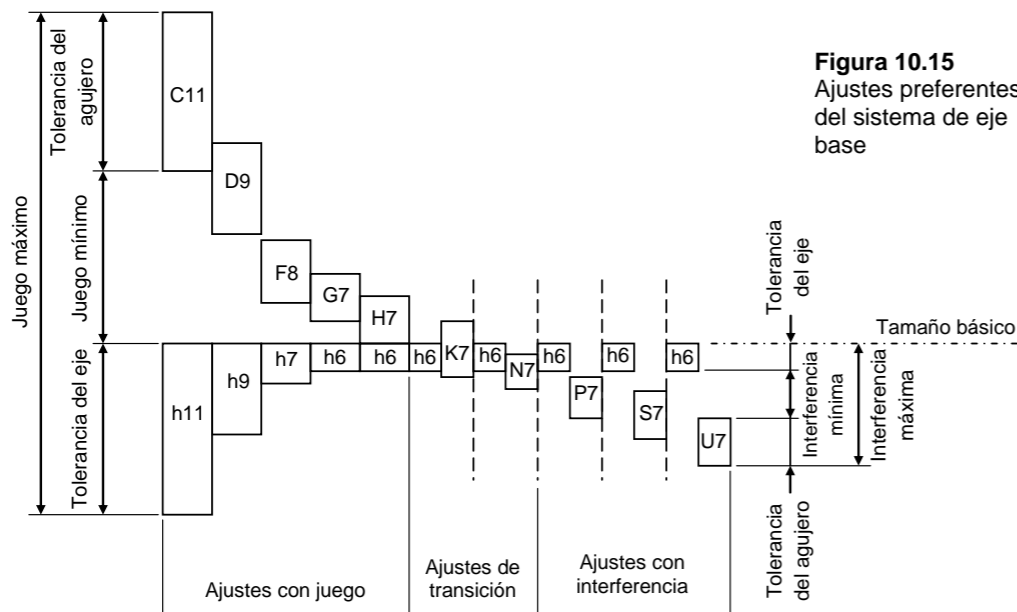 Figura 10.15
Ajustes preferentes
del sistema de eje
base
Juego máximo
Tolerancia del
agujero
Juego mínimo
Tolerancia del eje
C11
D9
F8
G7
H7
h11
h9
h7
h6
h6
h6
K7
h6
N7
h6
P7
h6
S7
h6
U7
Tolerancia
del eje
Tamaño básico
Interferencia
mínima
Interferencia
máxima
Tolerancia
del agujero
Ajustes con juego
Ajustes de
transición
Ajustes con
interferencia